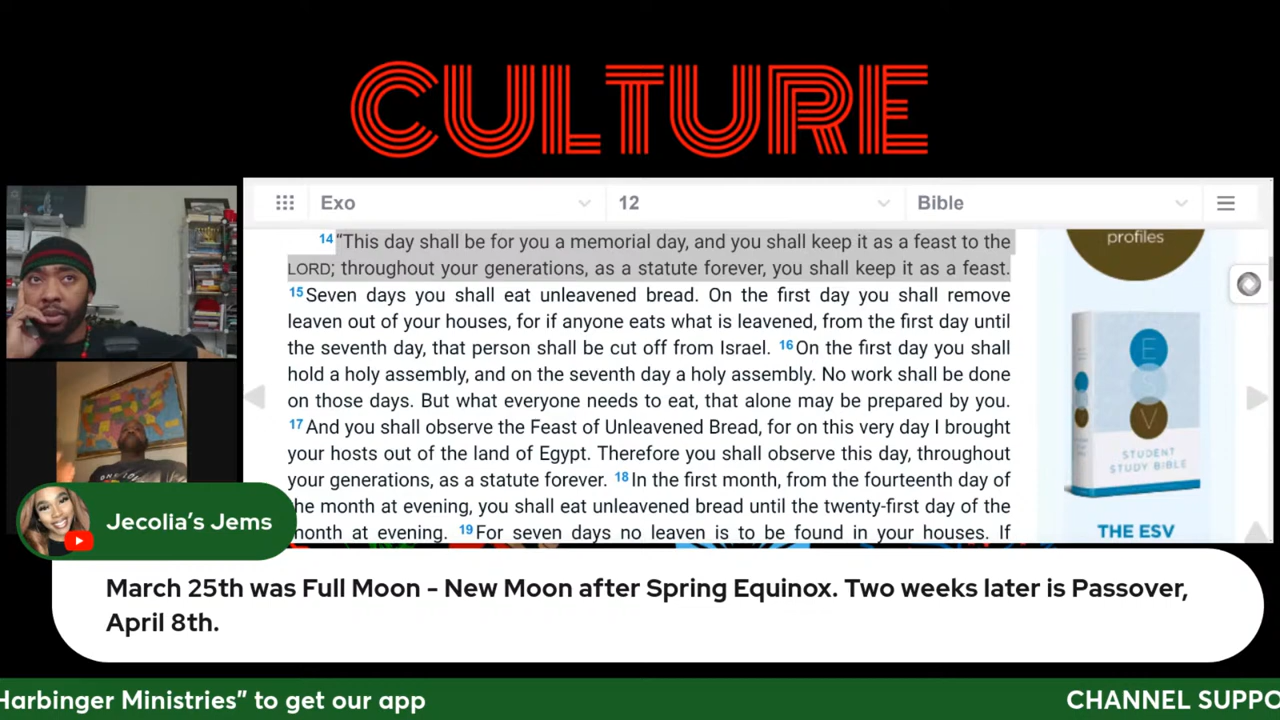 CULTURE
Exo
12
Bible
14 “This day shall be for you a memorial day, and you shall keep it as a feast to the
LORD; throughout your generations, as a statute forever, you shall keep it as a feast.
15 Seven days you shall eat unleavened bread. On the first day you shall remove
leaven out of your houses, for if anyone eats what is leavened, from the first day until
the seventh day, that person shall be cut off from Israel. 16 On the first day you shall
hold a holy assembly, and on the seventh day a holy assembly. No work shall be done
on those days. But what everyone needs to eat, that alone may be prepared by you.
17 And you shall observe the Feast of Unleavened Bread, for on this very day I brought
your hosts out of the land of Egypt. Therefore you shall observe this day, throughout
your generations, as a statute forever. 18 In the first month, from the fourteenth day of
the month at evening, you shall eat unleavened bread until the twenty-first day of the
month at evening. 19 For seven days no leaven is to be found in your houses. If
profiles
E
S
V
STUDENT
STUDY BIBLE
THE ESV
Jecolia’s Jems
March 25th was Full Moon - New Moon after Spring Equinox. Two weeks later is Passover,
April 8th.
Harbinger Ministries” to get our app
CHANNEL SUPPO